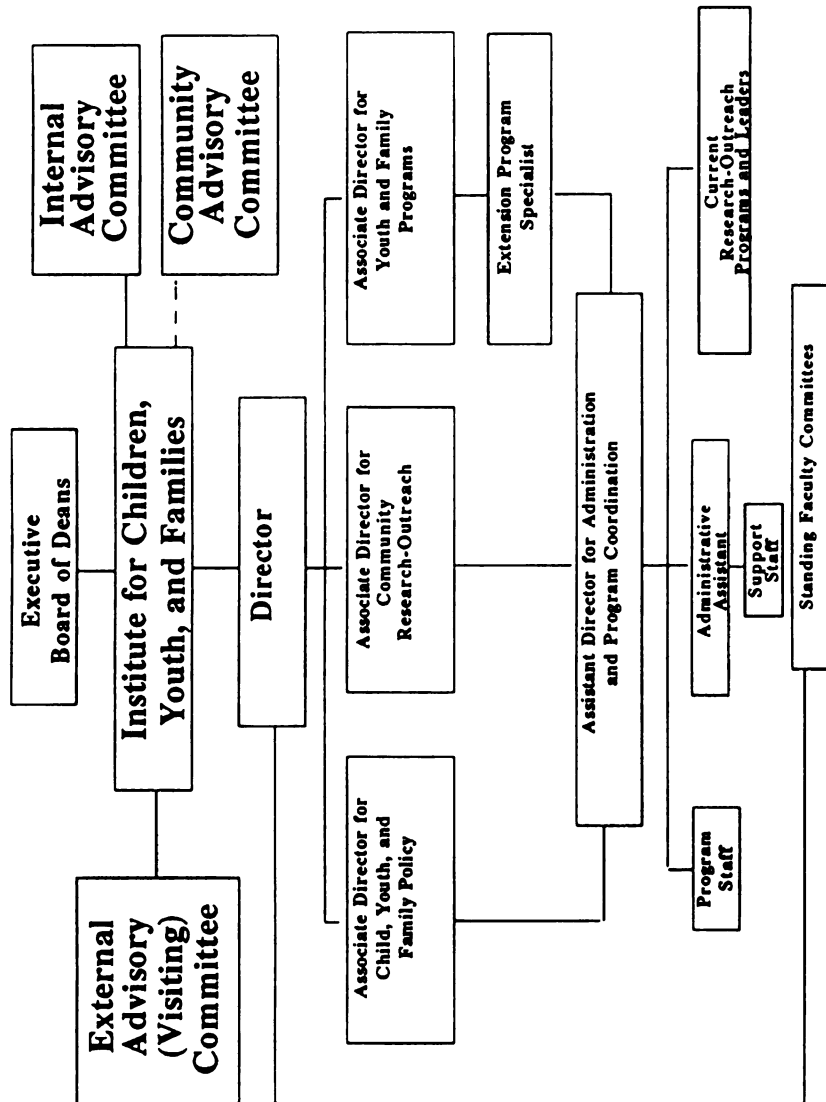 Executive
Board of Deans
Internal
Advisory
Committee
Community
Advisory
Committee
External
Advisory
(Visiting)
Committee
Institute for Children,
Youth, and Families
Director
Associate Director for
Child, Youth, and
Family Policy
Associate Director for
Community
Research-Outreach
Associate Director for
Youth and Family
Programs
Extension Program
Specialist
Assistant Director for Administration
and Program Coordination
Program
Staff
Administrative
Assistant
Support
Staff
Current
Research-Outreach
Programs and Leaders
Standing Faculty Committees